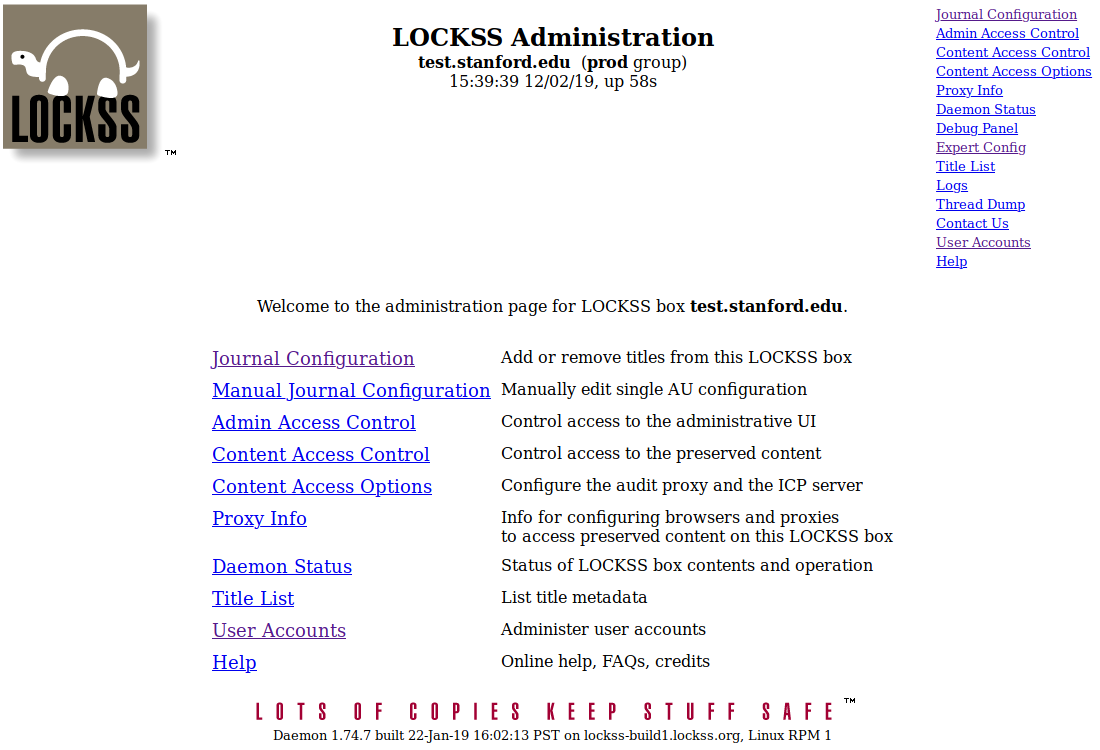 LOCKSS
™
LOCKSS Administration
test.stanford.edu (prod group)
15:39:39 12/02/19, up 58s
Journal Configuration
Admin Access Control
Content Access Control
Content Access Options
Proxy Info
Daemon Status
Debug Panel
Expert Config
Title List
Logs
Thread Dump
Contact Us
User Accounts
Help
Welcome to the administration page for LOCKSS box test.stanford.edu.
Journal Configuration Add or remove titles from this LOCKSS box
Manual Journal Configuration Manually edit single AU configuration
Admin Access Control Control access to the administrative UI
Content Access Control Control access to the preserved content
Content Access Options Configure the audit proxy and the ICP server
Proxy Info Info for configuring browsers and proxies
to access preserved content on this LOCKSS box
Daemon Status Status of LOCKSS box contents and operation
Title List List title metadata
User Accounts Administer user accounts
Help Online help, FAQs, credits
LOTS OF COPIES KEEP STUFF SAFE ™
Daemon 1.74.7 built 22-Jan-19 16:02:13 PST on lockss-build1.lockss.org, Linux RPM 1